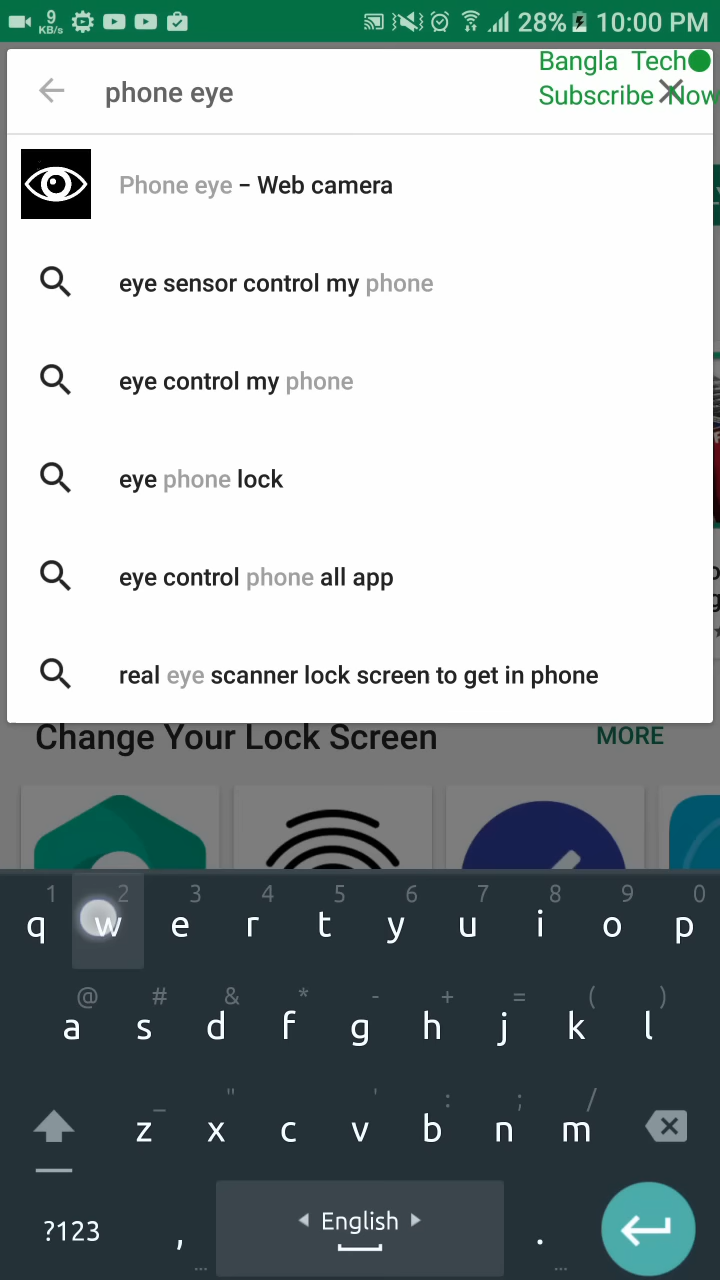 9
KB/s
28% 10:00 PM
Bangla Tech
Subscribe Now
phone eye
Phone eye – Web camera
eye sensor control my phone
eye control my phone
eye phone lock
eye control phone all app
real eye scanner lock screen to get in phone
Change Your Lock Screen MORE
1 2 3 4 5 6 7 8 9 0
q w e r t y u i o p
@ # & * - + = ( )
a s d f g h j k l
_ " ' : ; /
z x c v b n m
?123 , English .
... ...